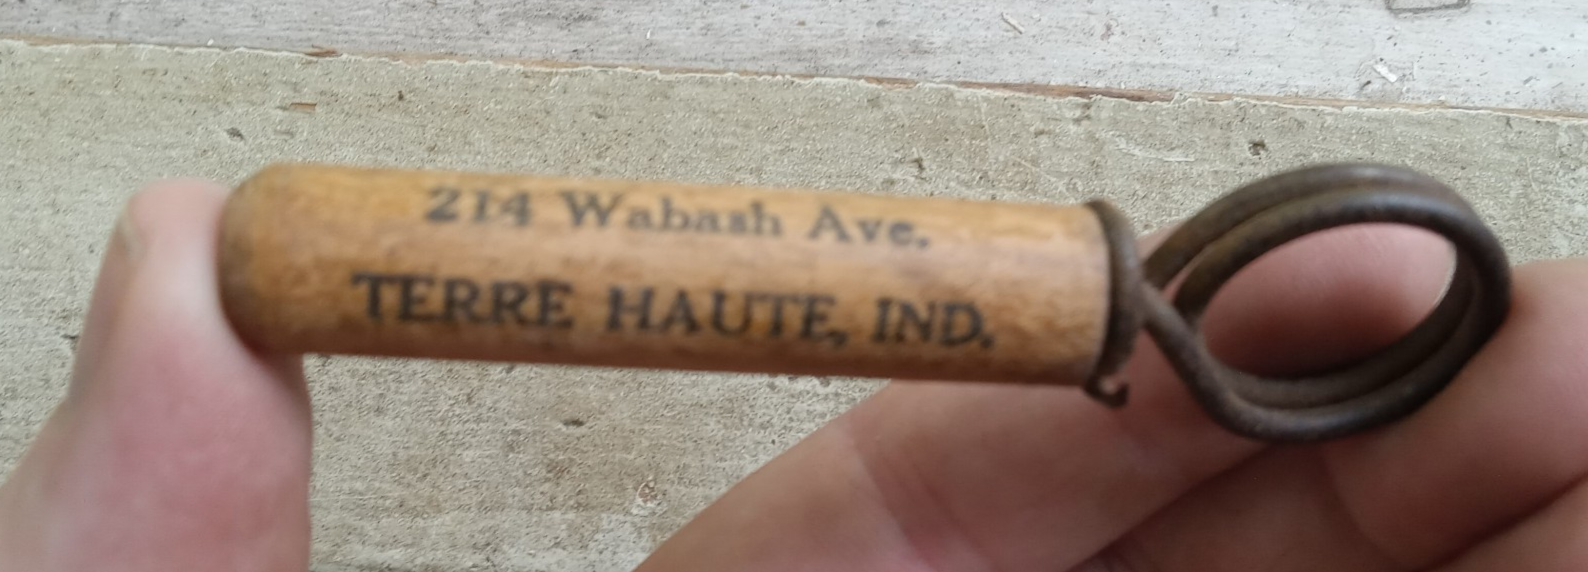 214 Wabash Ave.
TERRE HAUTE, IND.